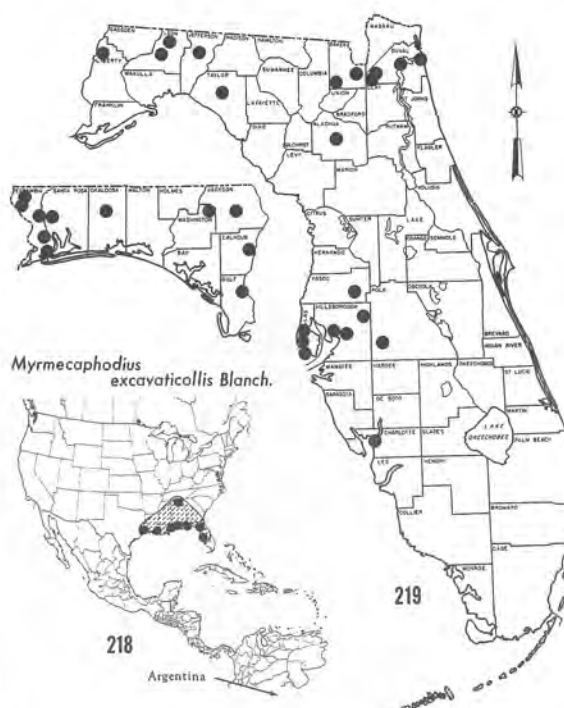 GADSDEN
LEON
JEFFERSON
MADISON
HAMILTON
NASSAU
BAKER
DUVAL
LIBERTY
WAKULLA
TAYLOR
SUWANNEE
COLUMBIA
UNION
CLAY
ST.
JOHNS
FRANKLIN
LAFAYETTE
BRADFORD
DIXIE
GILCHRIST
ALACHUA
PUTNAM
FLAGLER
LEVY
MARION
VOLUSIA
ESCAMBIA
SANTA ROSA
OKALOOSA
WALTON
HOLMES
JACKSON
WASHINGTON
CALHOUN
BAY
GULF
CITRUS
SUMTER
LAKE
HERNANDO
ORANGE
SEMINOLE
PASCO
OSCEOLA
POLK
HILLSBOROUGH
BREVARD
INDIAN RIVER
MANATEE
HARDEE
HIGHLANDS
OKEECHOBEE
ST LUCIE
SARASOTA
DE SOTO
MARTIN
CHARLOTTE
GLADES
LAKE
OKEECHOBEE
PALM BEACH
LEE
HENDRY
COLLIER
BROWARD
DADE
MONROE
Myrmecaphodius
excavaticollis Blanch.
218
219
Argentina